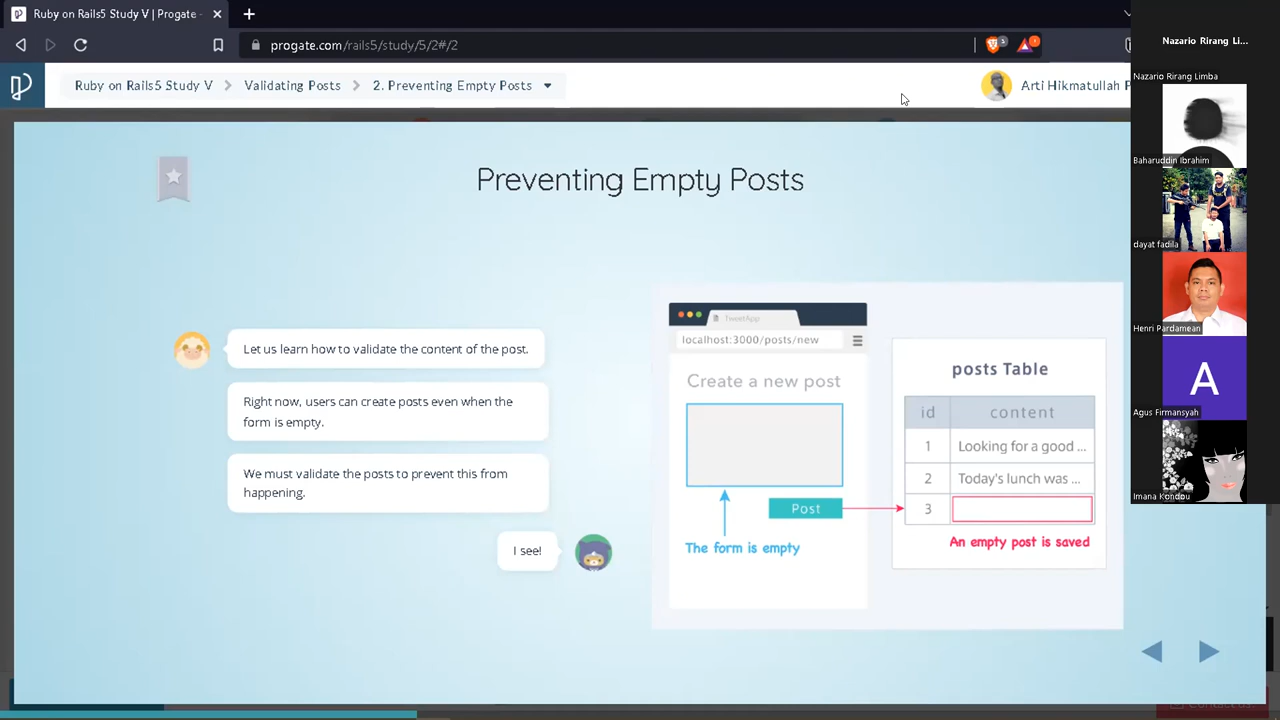 Ruby on Rails5 Study V | Progate -
progate.com/rails5/study/5/2#/2
Ruby on Rails5 Study V
Validating Posts
2. Preventing Empty Posts
Arti Hikmatullah P
Preventing Empty Posts
Let us learn how to validate the content of the post.
Right now, users can create posts even when the
form is empty.
We must validate the posts to prevent this from
happening.
I see!
TweetApp
localhost:3000/posts/new
Create a new post
Post
The form is empty
posts Table
id content
1 Looking for a good ...
2 Today's lunch was ...
3
An empty post is saved
Nazario Rirang Li...
Nazario Rirang Limba
Baharuddin Ibrahim
dayat fadila
Henri Pardamean
A
Agus Firmansyah
Imana Kondou
Contact us